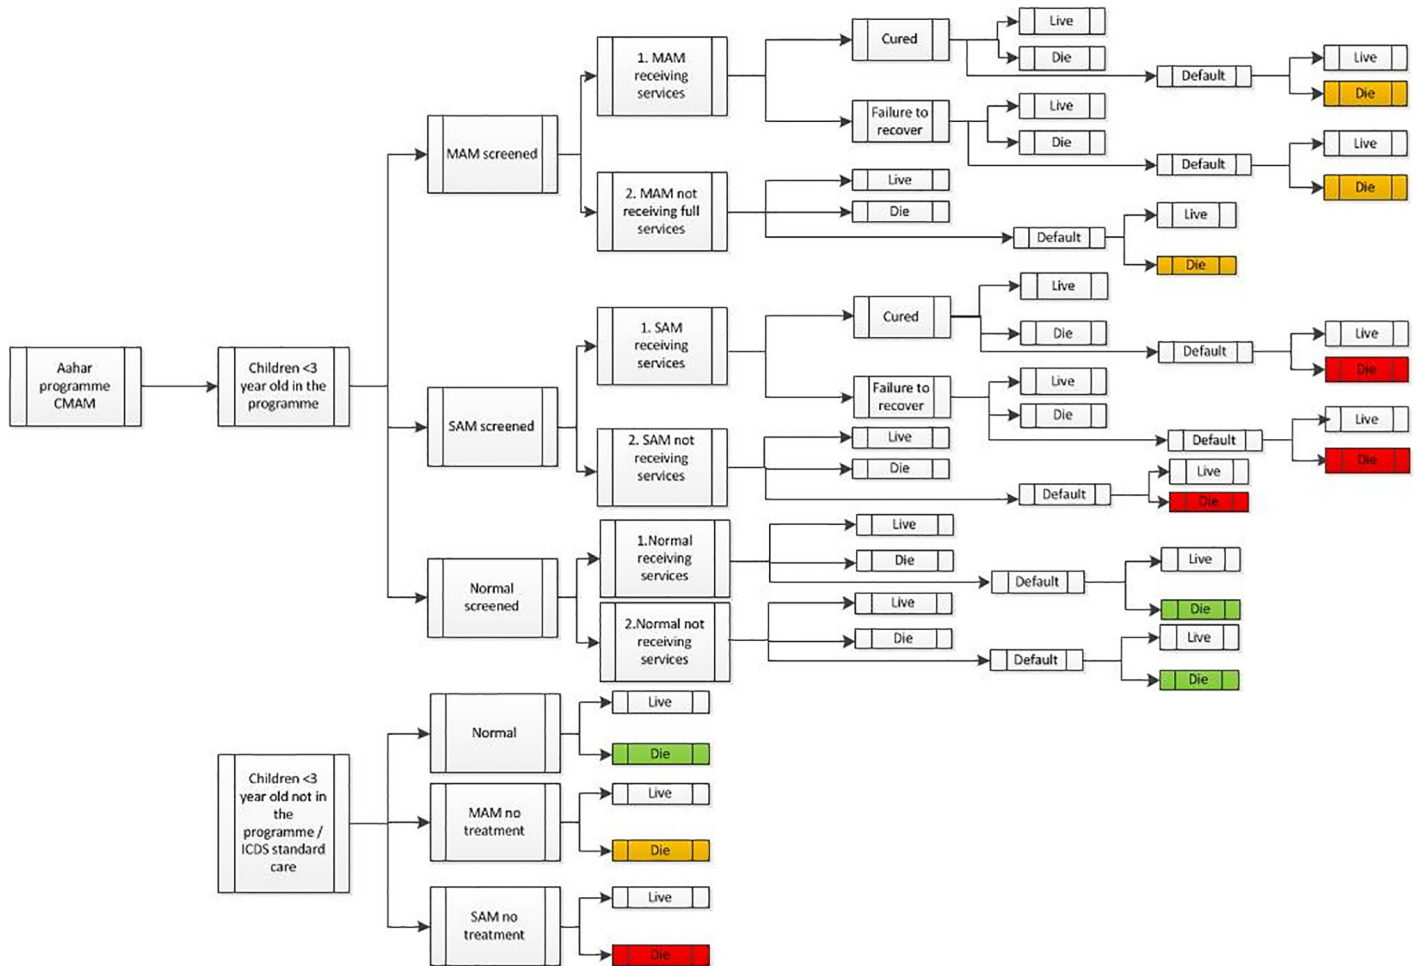 Aahar
programme
CMAM
Children <3
year old in the
programme
MAM screened
1. MAM
receiving
services
Cured
Live
Die
Default
Live
Die
Failure to
recover
Live
Die
Default
Live
Die
2. MAM not
receiving full
services
Live
Die
Default
Live
Die
SAM screened
1. SAM
receiving
services
Cured
Live
Die
Default
Live
Die
Failure to
recover
Live
Die
Default
Live
Die
2. SAM not
receiving
services
Live
Die
Default
Live
Die
Normal
screened
1.Normal
receiving
services
Live
Die
Default
Live
Die
2.Normal not
receiving
services
Live
Die
Default
Live
Die
Children <3
year old not in
the
programme /
ICDS standard
care
Normal
Live
Die
MAM no
treatment
Live
Die
SAM no
treatment
Live
Die